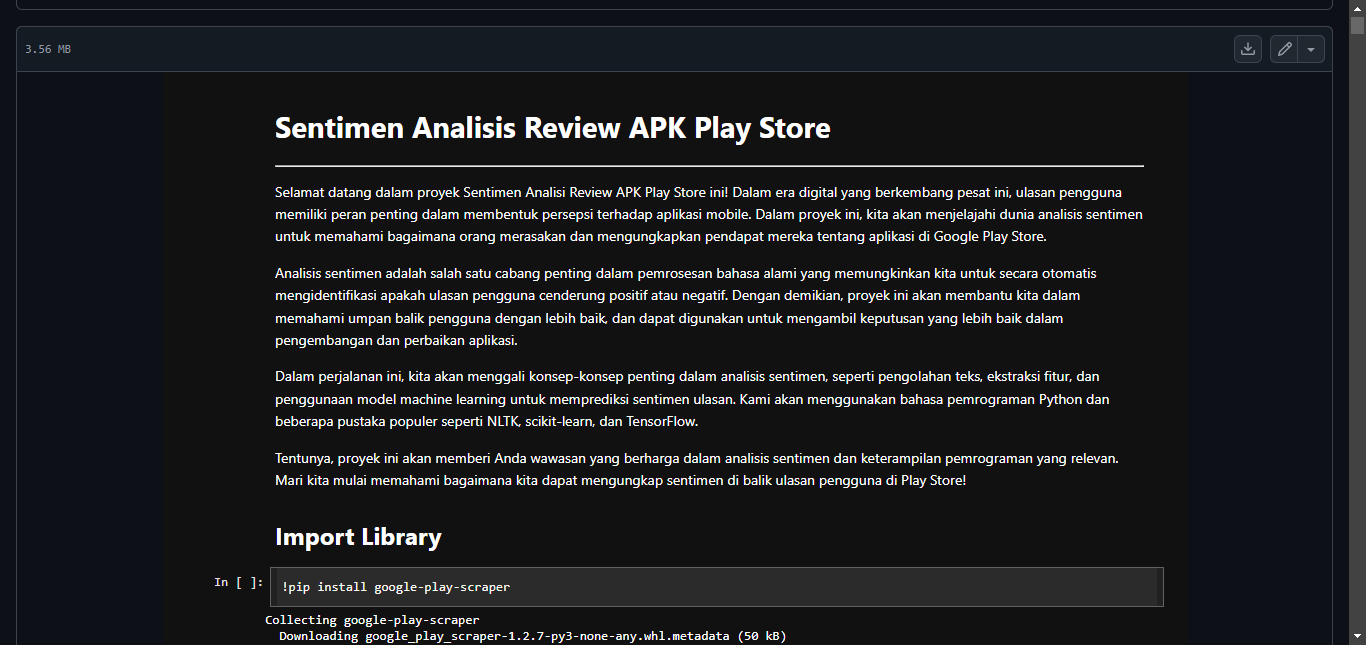 3.56 MB
Sentimen Analisis Review APK Play Store
Selamat datang dalam proyek Sentimen Analisi Review APK Play Store ini! Dalam era digital yang berkembang pesat ini, ulasan pengguna
memiliki peran penting dalam membentuk persepsi terhadap aplikasi mobile. Dalam proyek ini, kita akan menjelajahi dunia analisis sentimen
untuk memahami bagaimana orang merasakan dan mengungkapkan pendapat mereka tentang aplikasi di Google Play Store.
Analisis sentimen adalah salah satu cabang penting dalam pemrosesan bahasa alami yang memungkinkan kita untuk secara otomatis
mengidentifikasi apakah ulasan pengguna cenderung positif atau negatif. Dengan demikian, proyek ini akan membantu kita dalam
memahami umpan balik pengguna dengan lebih baik, dan dapat digunakan untuk mengambil keputusan yang lebih baik dalam
pengembangan dan perbaikan aplikasi.
Dalam perjalanan ini, kita akan menggali konsep-konsep penting dalam analisis sentimen, seperti pengolahan teks, ekstraksi fitur, dan
penggunaan model machine learning untuk memprediksi sentimen ulasan. Kami akan menggunakan bahasa pemrograman Python dan
beberapa pustaka populer seperti NLTK, scikit-learn, dan TensorFlow.
Tentunya, proyek ini akan memberi Anda wawasan yang berharga dalam analisis sentimen dan keterampilan pemrograman yang relevan.
Mari kita mulai memahami bagaimana kita dapat mengungkap sentimen di balik ulasan pengguna di Play Store!
Import Library
In [ ]: !pip install google-play-scraper
Collecting google-play-scraper
Downloading google_play_scraper-1.2.7-py3-none-any.whl.metadata (50 kB)